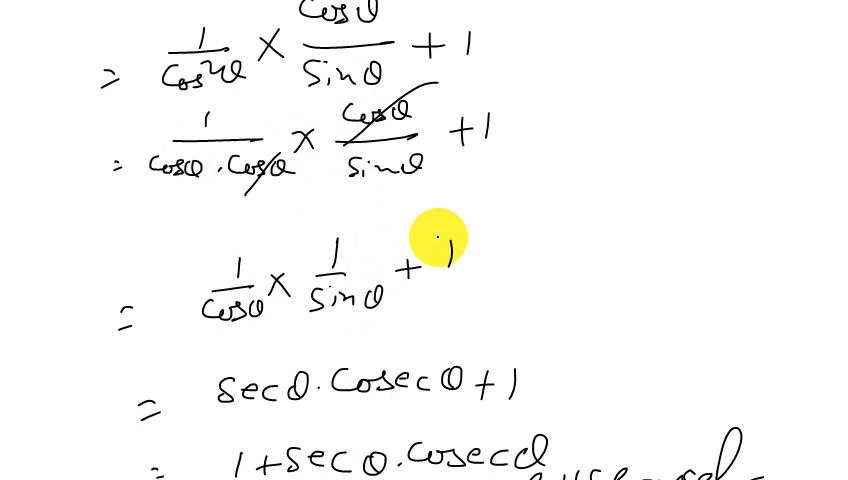 = 1/cos²θ × cosθ/sinθ + 1
= 1/cosθ . cosθ × cosθ/sinθ + 1
= 1/cosθ × 1/sinθ + 1
= secθ . cosecθ + 1
= 1 + secθ . cosecθ